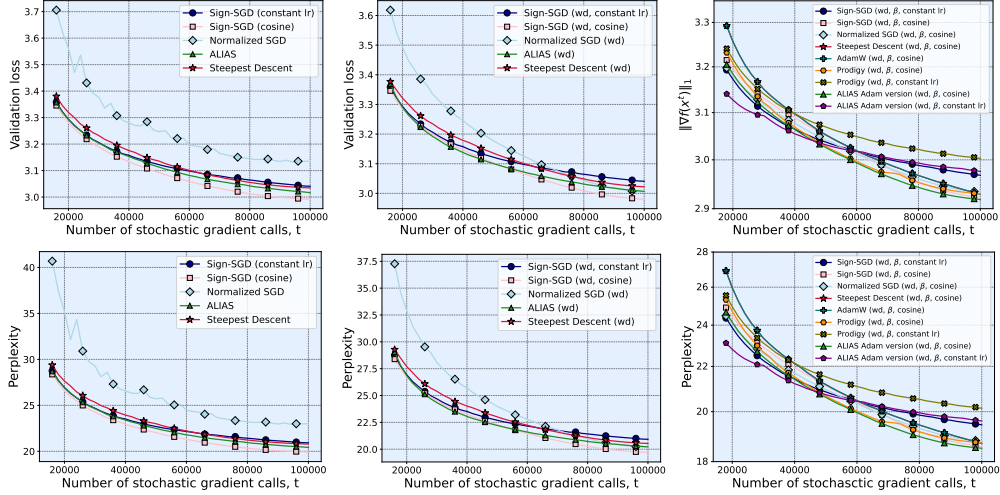 Validation loss
3.7
3.6
3.5
3.4
3.3
3.2
3.1
3.0
20000 40000 60000 80000 100000
Number of stochastic gradient calls, t
Sign-SGD (constant lr)
Sign-SGD (cosine)
Normalized SGD
ALIAS
Steepest Descent
Validation loss
3.6
3.5
3.4
3.3
3.2
3.1
3.0
20000 40000 60000 80000 100000
Number of stochastic gradient calls, t
Sign-SGD (wd, constant lr)
Sign-SGD (wd, cosine)
Normalized SGD (wd)
ALIAS (wd)
Steepest Descent (wd)
‖∇f(xᵗ)‖₁
3.3
3.2
3.1
3.0
2.9
20000 40000 60000 80000 100000
Number of stochastic gradient calls, t
Sign-SGD (wd, β, constant lr)
Sign-SGD (wd, β, cosine)
Normalized SGD (wd, β, cosine)
Steepest Descent (wd, β, cosine)
AdamW (wd, β, cosine)
Prodigy (wd, β, cosine)
Prodigy (wd, β, constant lr)
ALIAS Adam version (wd, β, cosine)
ALIAS Adam version (wd, β, constant lr)
Perplexity
40
35
30
25
20
20000 40000 60000 80000 100000
Number of stochastic gradient calls, t
Sign-SGD (constant lr)
Sign-SGD (cosine)
Normalized SGD
ALIAS
Steepest Descent
Perplexity
37.5
35.0
32.5
30.0
27.5
25.0
22.5
20.0
20000 40000 60000 80000 100000
Number of stochastic gradient calls, t
Sign-SGD (wd, constant lr)
Sign-SGD (wd, cosine)
Normalized SGD (wd)
ALIAS (wd)
Steepest Descent (wd)
Perplexity
28
26
24
22
20
19
18
20000 40000 60000 80000 100000
Number of stochastic gradient calls, t
Sign-SGD (wd, β, constant lr)
Sign-SGD (wd, β, cosine)
Normalized SGD (wd, β, cosine)
Steepest Descent (wd, β, cosine)
AdamW (wd, β, cosine)
Prodigy (wd, β, cosine)
Prodigy (wd, β, constant lr)
ALIAS Adam version (wd, β, cosine)
ALIAS Adam version (wd, β, constant lr)